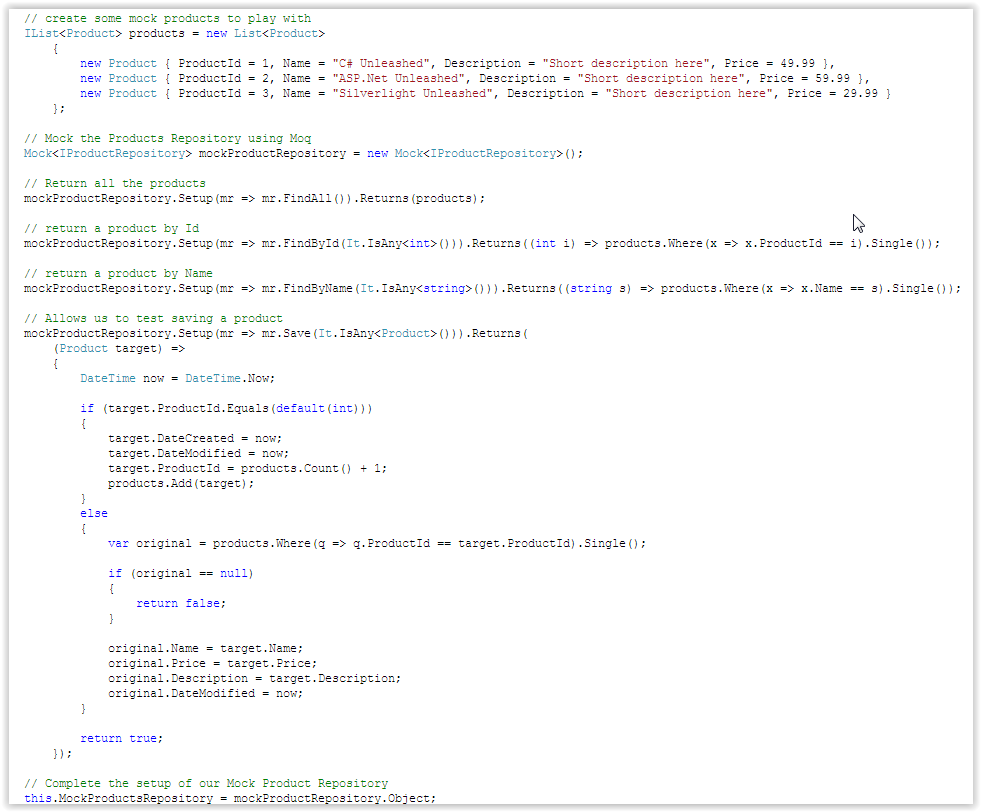 // create some mock products to play with
IList<Product> products = new List<Product>
{
new Product { ProductId = 1, Name = "C# Unleashed", Description = "Short description here", Price = 49.99 },
new Product { ProductId = 2, Name = "ASP.Net Unleashed", Description = "Short description here", Price = 59.99 },
new Product { ProductId = 3, Name = "Silverlight Unleashed", Description = "Short description here", Price = 29.99 }
};
// Mock the Products Repository using Moq
Mock<IProductRepository> mockProductRepository = new Mock<IProductRepository>();
// Return all the products
mockProductRepository.Setup(mr => mr.FindAll()).Returns(products);
// return a product by Id
mockProductRepository.Setup(mr => mr.FindById(It.IsAny<int>())).Returns((int i) => products.Where(x => x.ProductId == i).Single());
// return a product by Name
mockProductRepository.Setup(mr => mr.FindByName(It.IsAny<string>())).Returns((string s) => products.Where(x => x.Name == s).Single());
// Allows us to test saving a product
mockProductRepository.Setup(mr => mr.Save(It.IsAny<Product>())).Returns(
(Product target) =>
{
DateTime now = DateTime.Now;
if (target.ProductId.Equals(default(int)))
{
target.DateCreated = now;
target.DateModified = now;
target.ProductId = products.Count() + 1;
products.Add(target);
}
else
{
var original = products.Where(q => q.ProductId == target.ProductId).Single();
if (original == null)
{
return false;
}
original.Name = target.Name;
original.Price = target.Price;
original.Description = target.Description;
original.DateModified = now;
}
return true;
});
// Complete the setup of our Mock Product Repository
this.MockProductsRepository = mockProductRepository.Object;